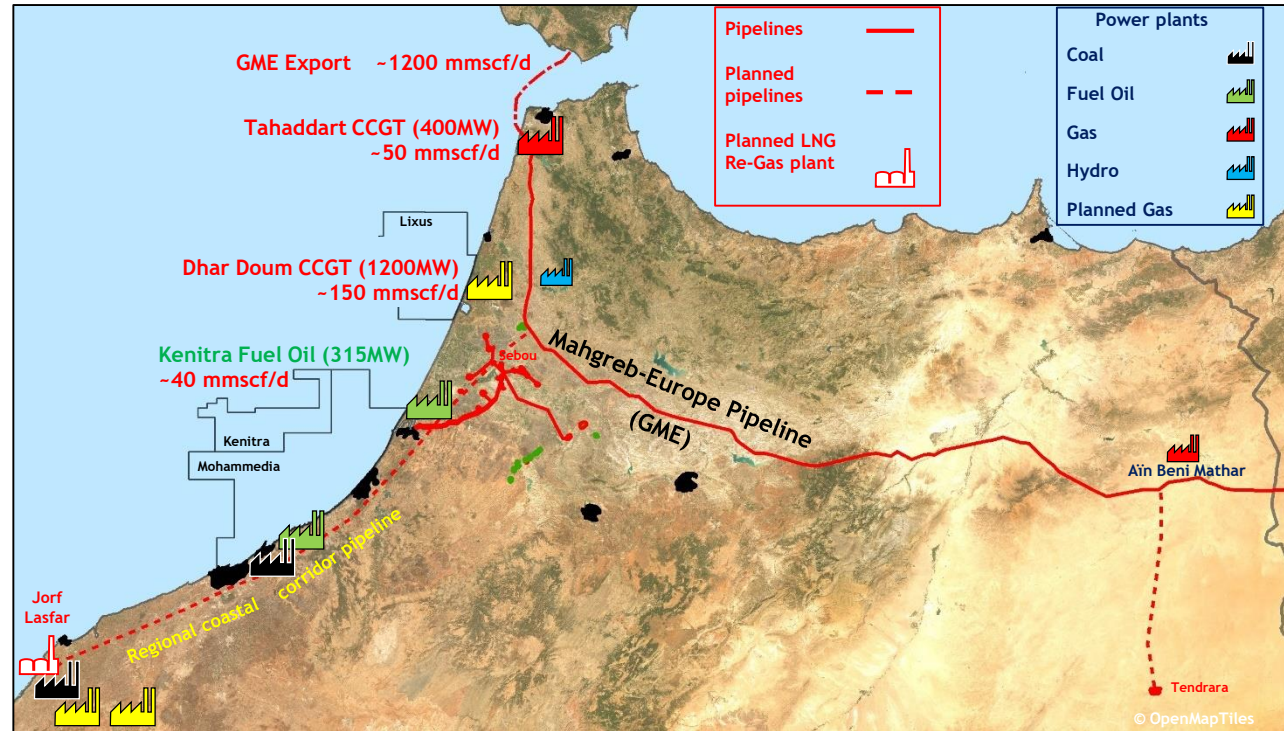 GME Export ~1200 mmscf/d
Tahaddart CCGT (400MW)
~50 mmscf/d
Lixus
Dhar Doum CCGT (1200MW)
~150 mmscf/d
Kenitra Fuel Oil (315MW)
~40 mmscf/d
Kenitra
Mohammedia
Sebou
Mahgreb-Europe Pipeline
(GME)
Aïn Beni Mathar
Regional coastal corridor pipeline
Jorf
Lasfar
Tendrara
© OpenMapTiles
Pipelines
Planned
pipelines
Planned LNG
Re-Gas plant
Power plants
Coal
Fuel Oil
Gas
Hydro
Planned Gas